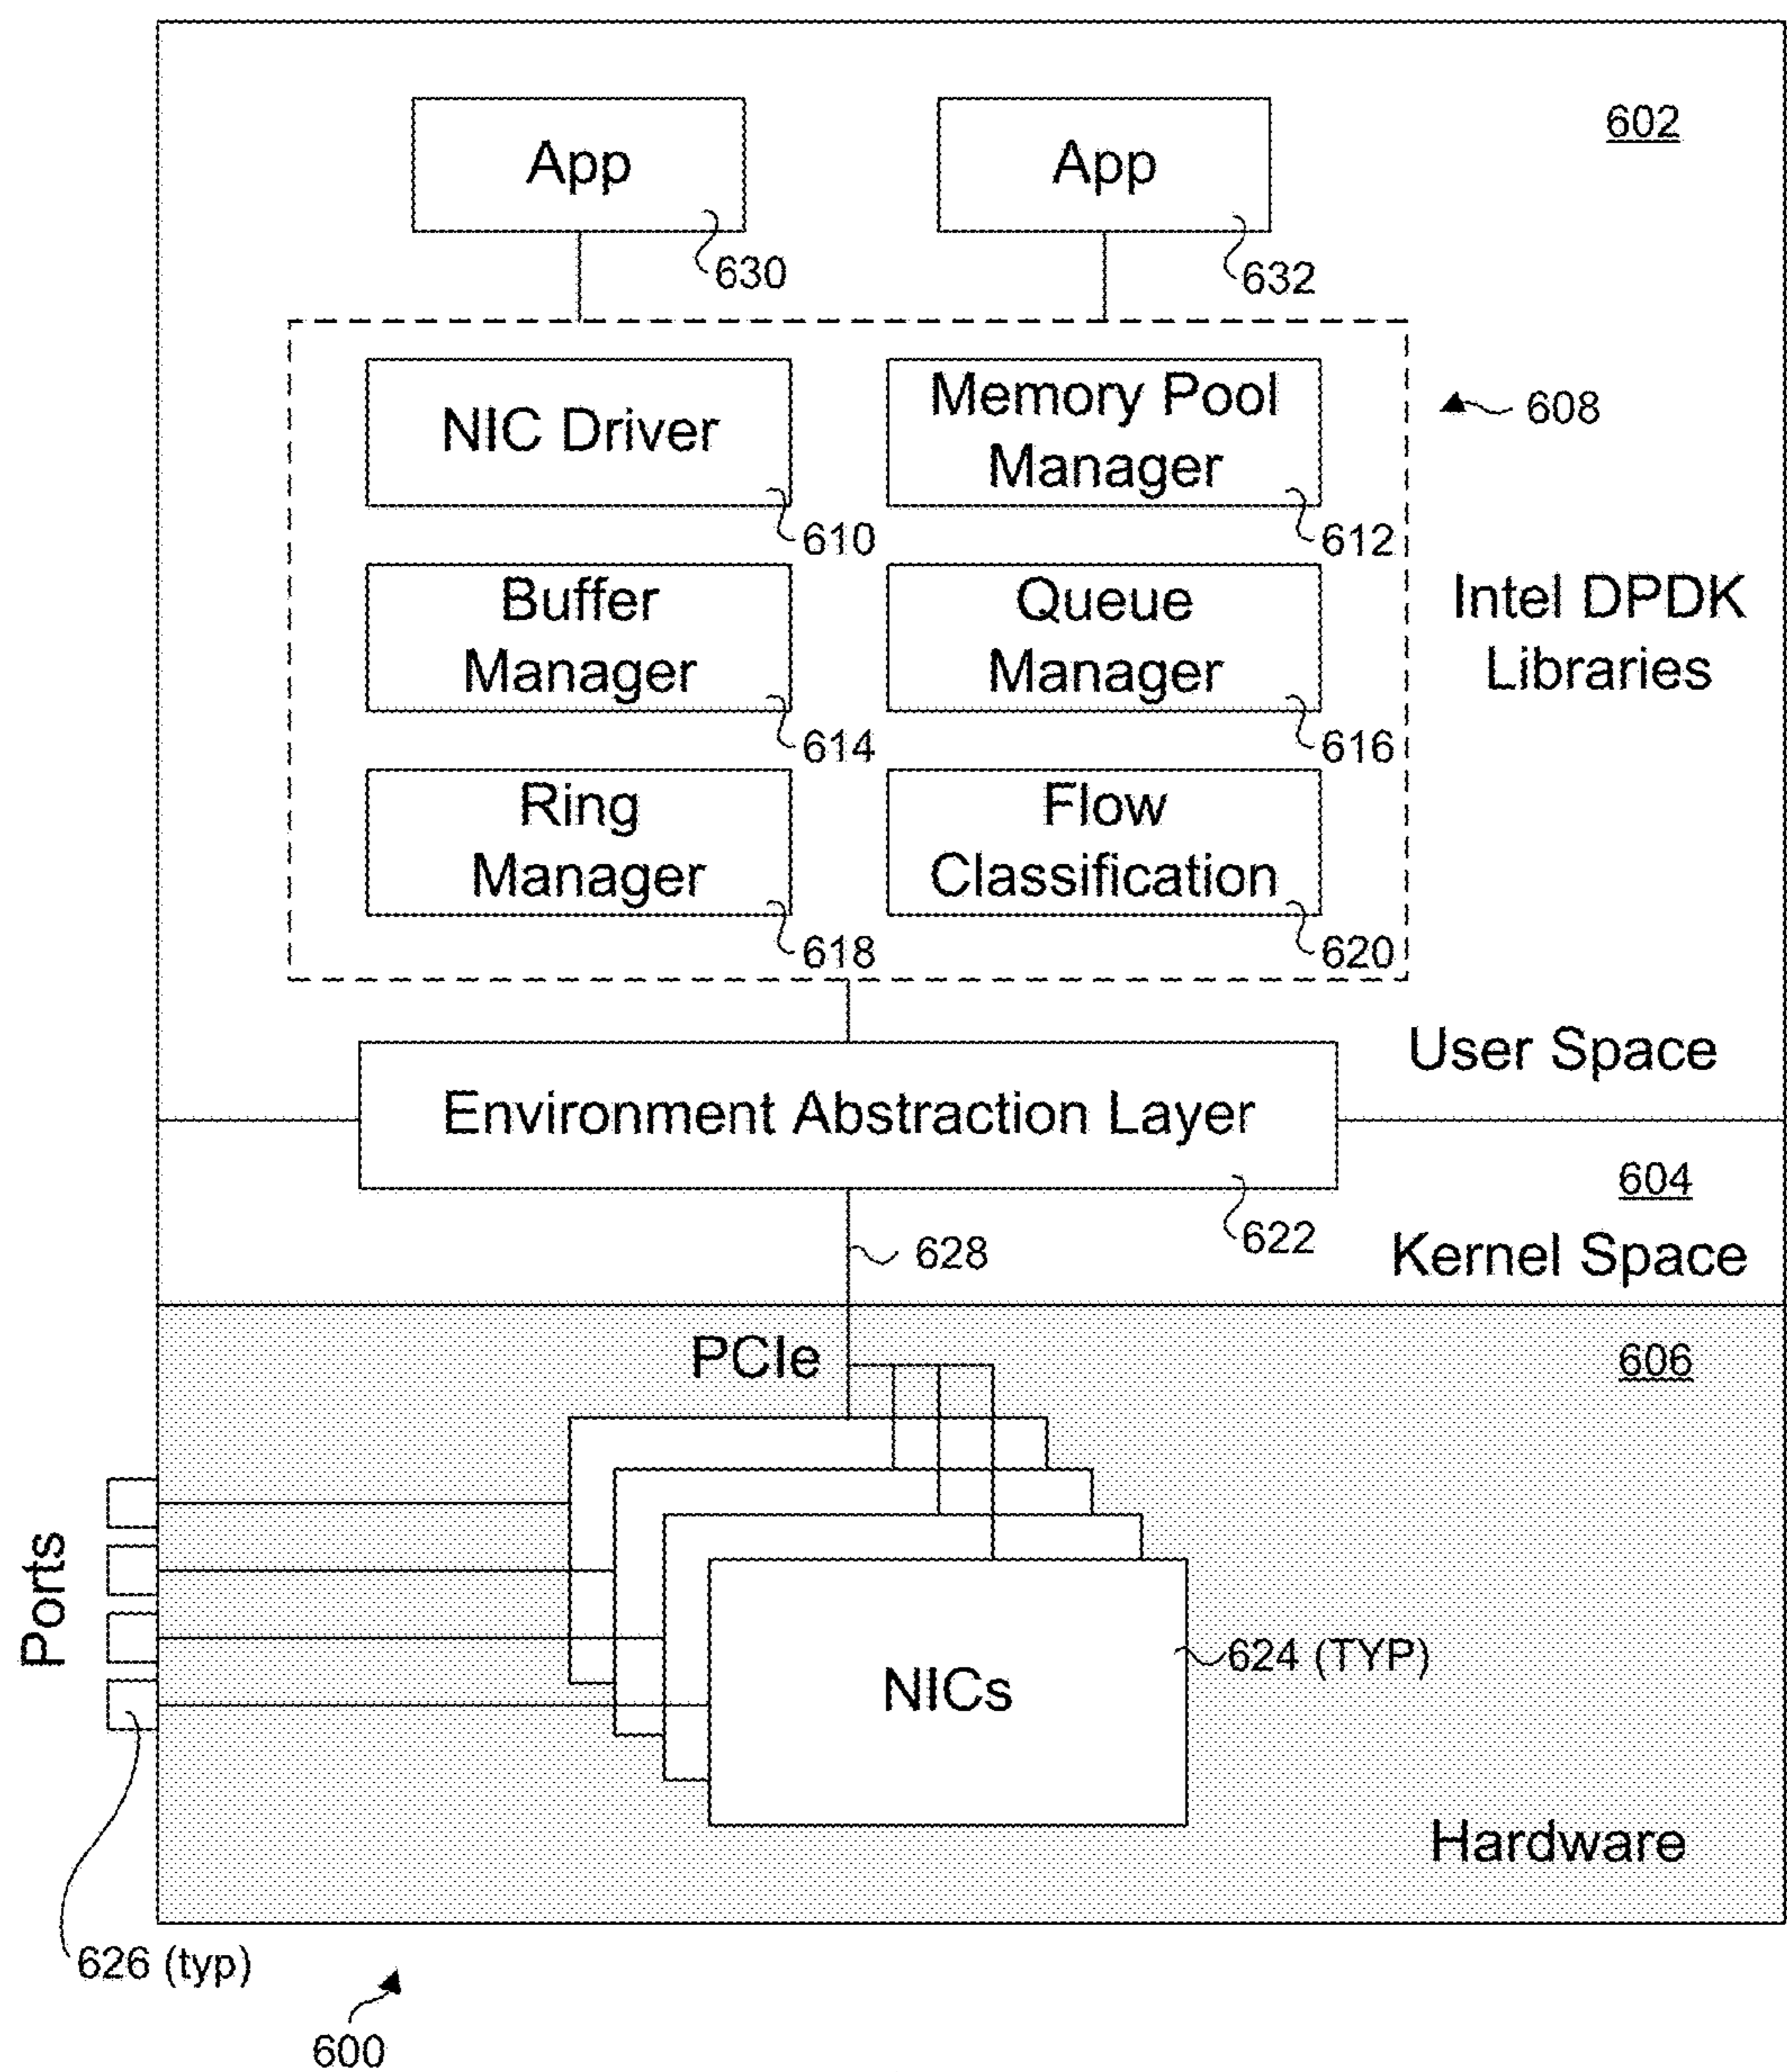 602
App
App
630
632
NIC Driver
Memory Pool
Manager
608
610
612
Buffer
Manager
Queue
Manager
Intel DPDK
Libraries
614
616
Ring
Manager
Flow
Classification
618
620
User Space
Environment Abstraction Layer
604
622
628
Kernel Space
PCIe
606
Ports
NICs
624 (TYP)
Hardware
626 (typ)
600